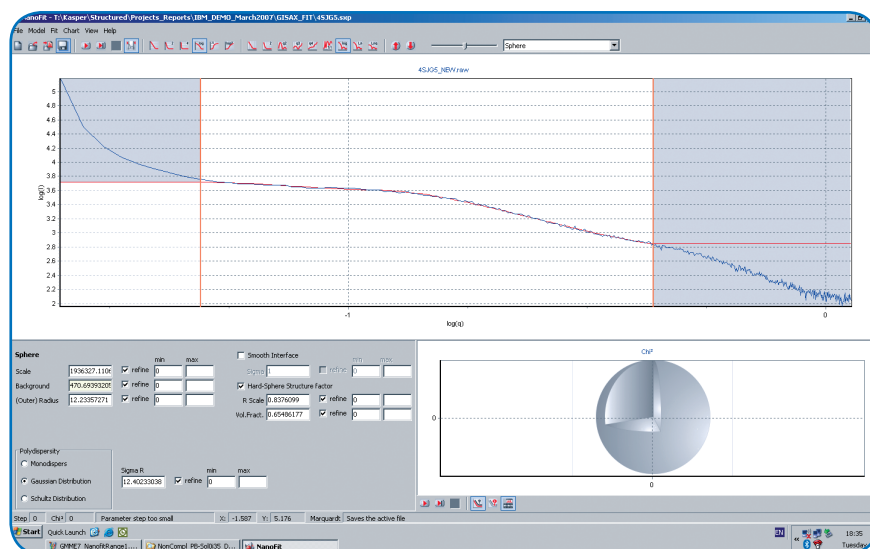 NanoFit - T:\Kasper\Structured\Projects_Reports\IBM_DEMO_March2007\GISAX_FIT\4SJG5.sxp
File Model Fit Chart View Help
Sphere
4SJG5_NEW.raw
5
4.8
4.6
4.4
4.2
4
3.8
3.6
3.4
3.2
3
2.8
2.6
2.4
2.2
2
log(I)
-1
0
log(q)
Sphere
min max
Scale 1936327.1106 refine 0
Background 470.69393205 refine 0
(Outer) Radius 12.23357271 refine 0
Smooth Interface
min max
Sigma 1 refine 0
Hard-Sphere Structure factor
R Scale 0.8376099 refine 0
Vol.Fract. 0.65486177 refine 0
Polydispersity
Monodispers
Gaussian Distribution
Schultz Distribution
Sigma R
min max
12.40233038 refine 0
Chi²
0
0
Step 0 Chi² 0 Parameter step too small X: -1.587 Y: 5.176 Marquardt Saves the active file
Start Quick Launch EN 18:35
GMME7_NanofitRange1.... NonCompl_PB-Sol0i35_D... NanoFit Tuesday